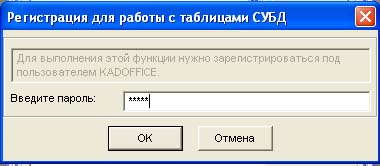 Регистрация для работы с таблицами СУБД
Для выполнения этой функции нужно зарегистрироваться под
пользователем KADOFFICE.
Введите пароль: *****
OK Отмена